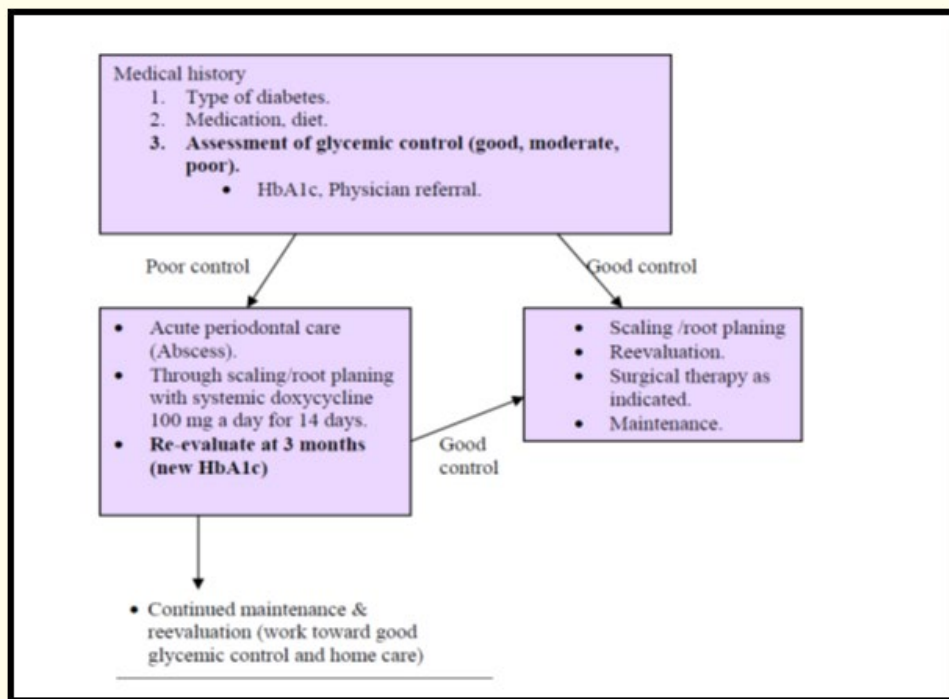 Medical history
1. Type of diabetes.
2. Medication, diet.
3. Assessment of glycemic control (good, moderate,
poor).
• HbA1c, Physician referral.
Poor control
Good control
• Acute periodontal care
(Abscess).
• Through scaling/root planing
with systemic doxycycline
100 mg a day for 14 days.
• Re-evaluate at 3 months
(new HbA1c)
Good
control
• Scaling /root planing
• Reevaluation.
• Surgical therapy as
indicated.
• Maintenance.
• Continued maintenance &
reevaluation (work toward good
glycemic control and home care)